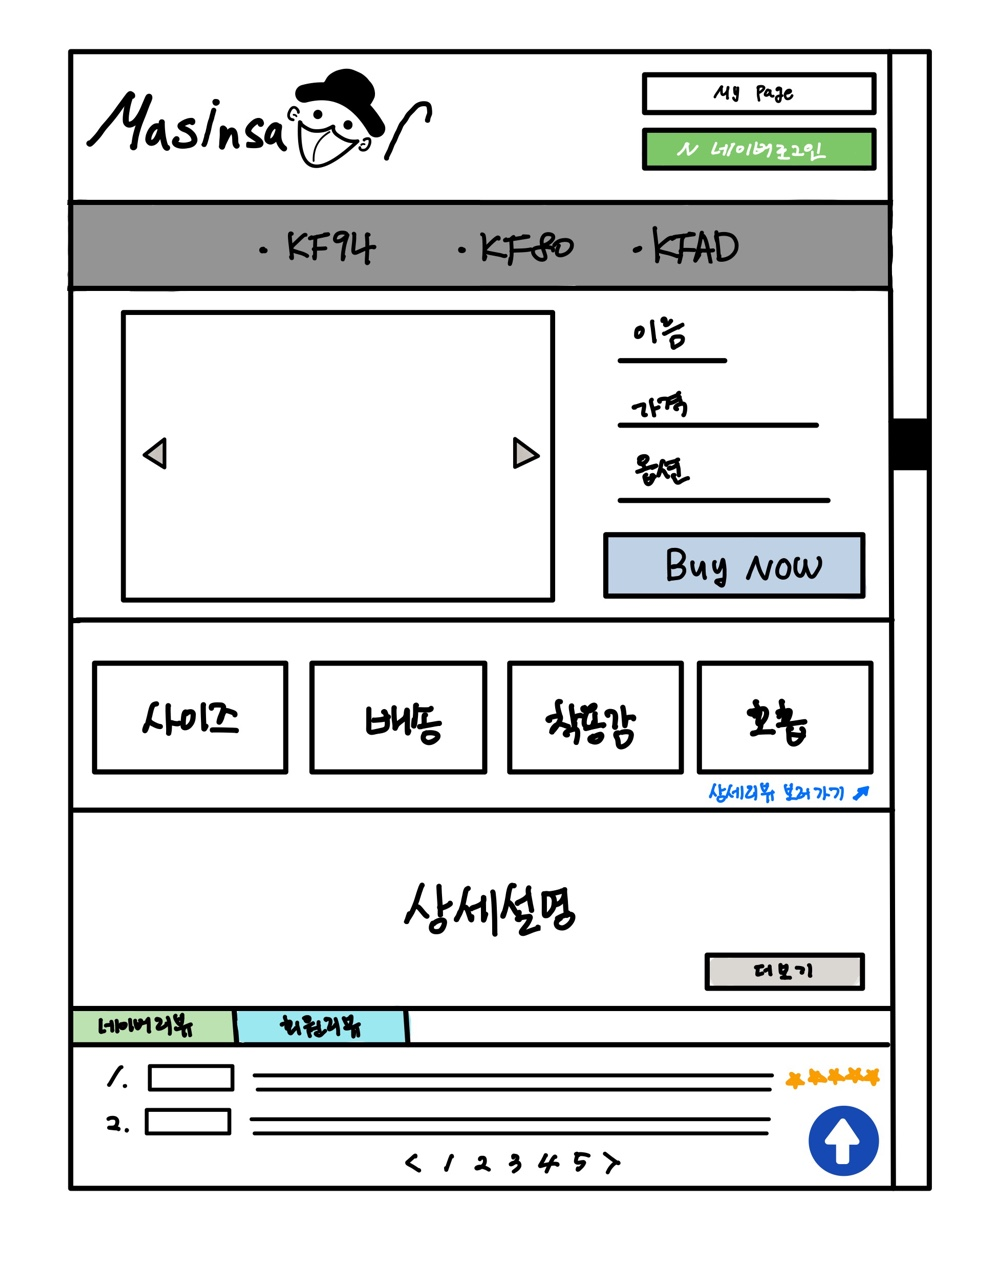 Masinsa
My Page
N 네이버로그인
· KF94 · KF80 · KFAD
이름
가격
옵션
Buy NOW
사이즈 배송 착용감 호흡
상세리뷰 보러가기
상세설명
더보기
네이버리뷰 회원리뷰
1.
2.
< 1 2 3 4 5 >